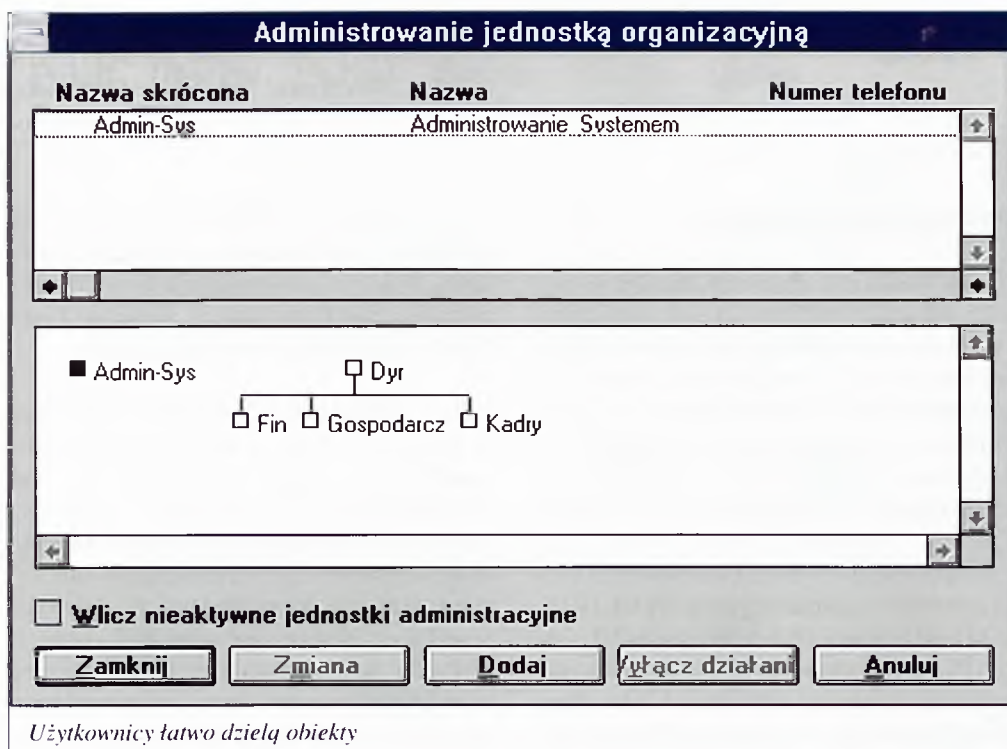 Administrowanie jednostką organizacyjną
Nazwa skrócona Nazwa Numer telefonu
Admin-Sys Administrowanie Systemem
Admin-Sys Dyr
Fin Gospodarcz Kadry
Wlicz nieaktywne jednostki administracyjne
Zamknij Zmiana Dodaj Wyłącz działani Anuluj
Użytkownicy łatwo dzielą obiekty